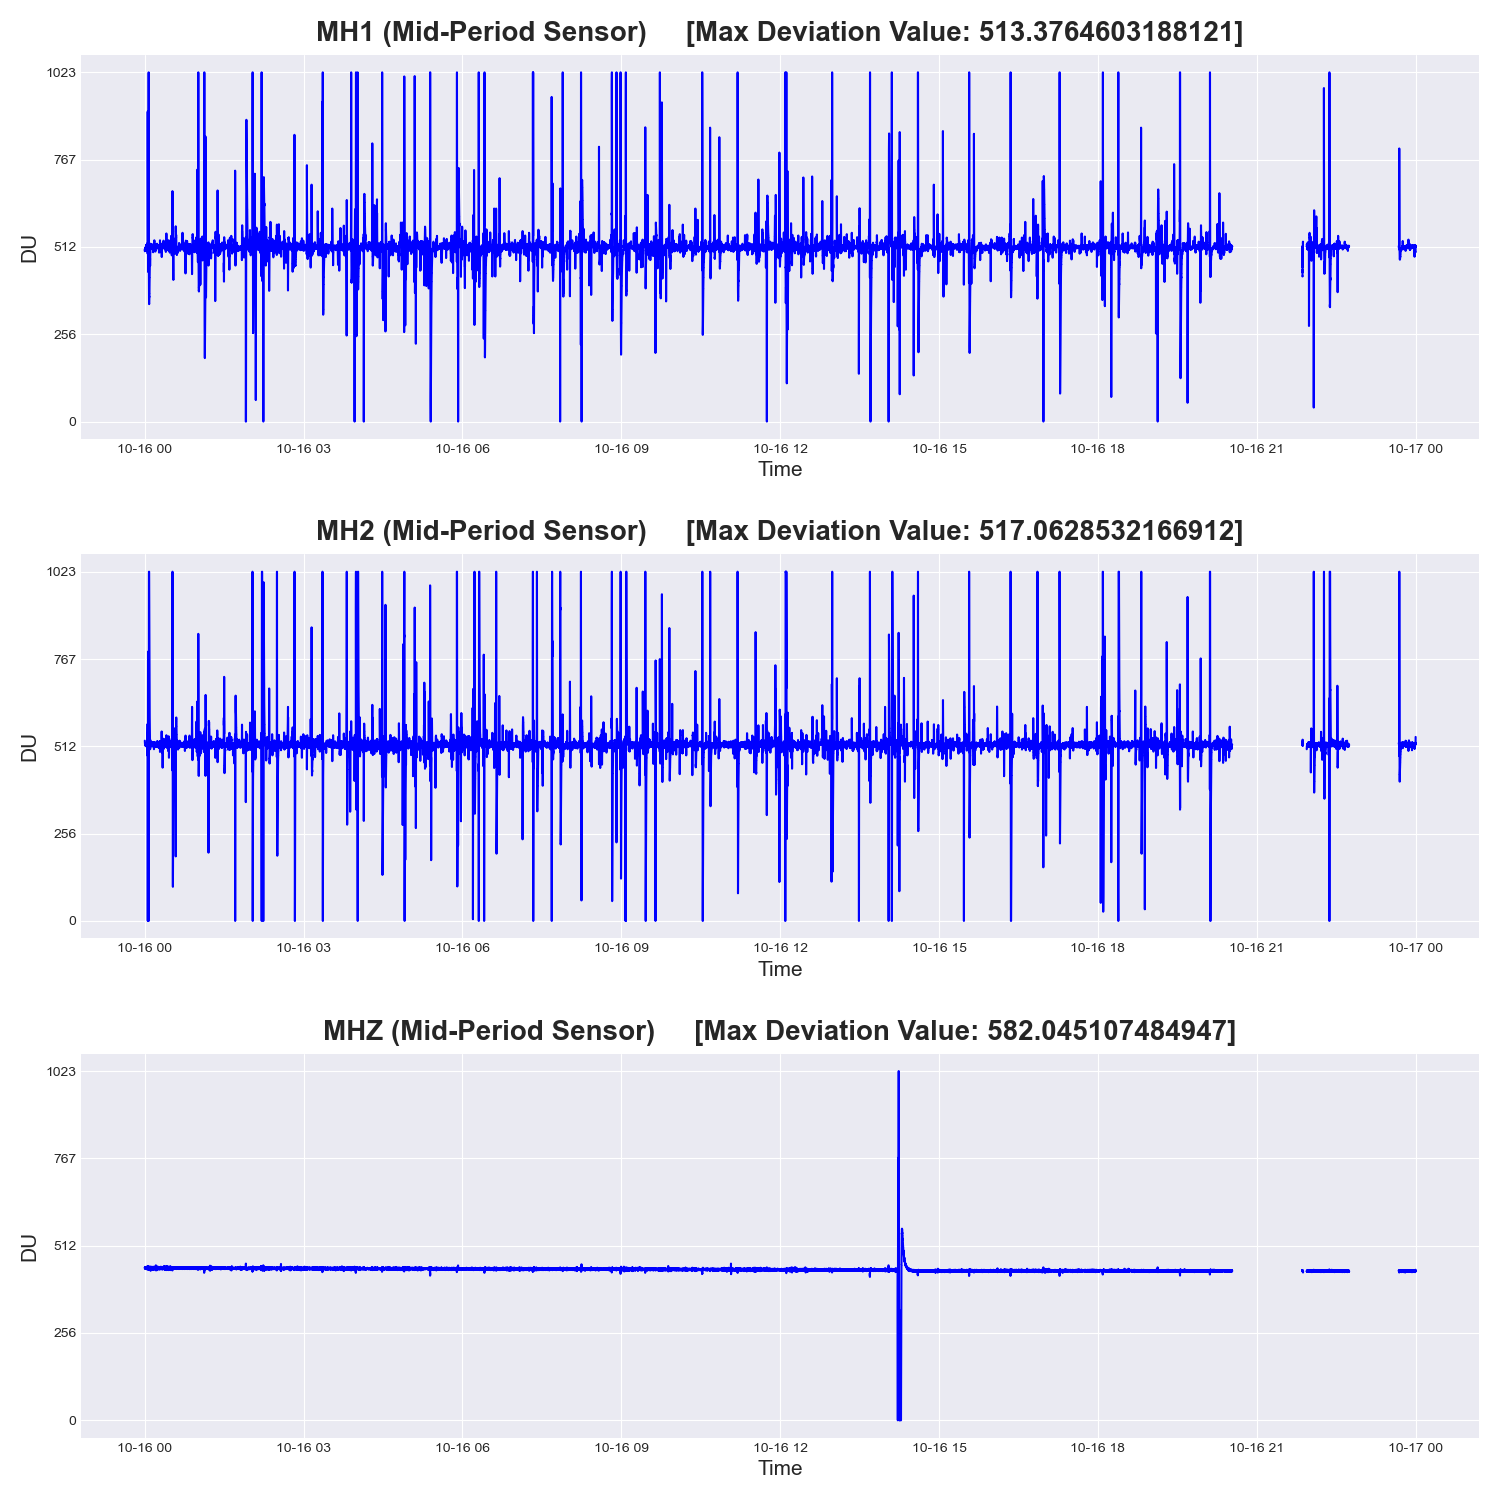 MH1 (Mid-Period Sensor) [Max Deviation Value: 513.3764603188121]
1023
767
512
256
0
DU
10-16 00 10-16 03 10-16 06 10-16 09 10-16 12 10-16 15 10-16 18 10-16 21 10-17 00
Time
MH2 (Mid-Period Sensor) [Max Deviation Value: 517.0628532166912]
1023
767
512
256
0
DU
10-16 00 10-16 03 10-16 06 10-16 09 10-16 12 10-16 15 10-16 18 10-16 21 10-17 00
Time
MHZ (Mid-Period Sensor) [Max Deviation Value: 582.045107484947]
1023
767
512
256
0
DU
10-16 00 10-16 03 10-16 06 10-16 09 10-16 12 10-16 15 10-16 18 10-16 21 10-17 00
Time